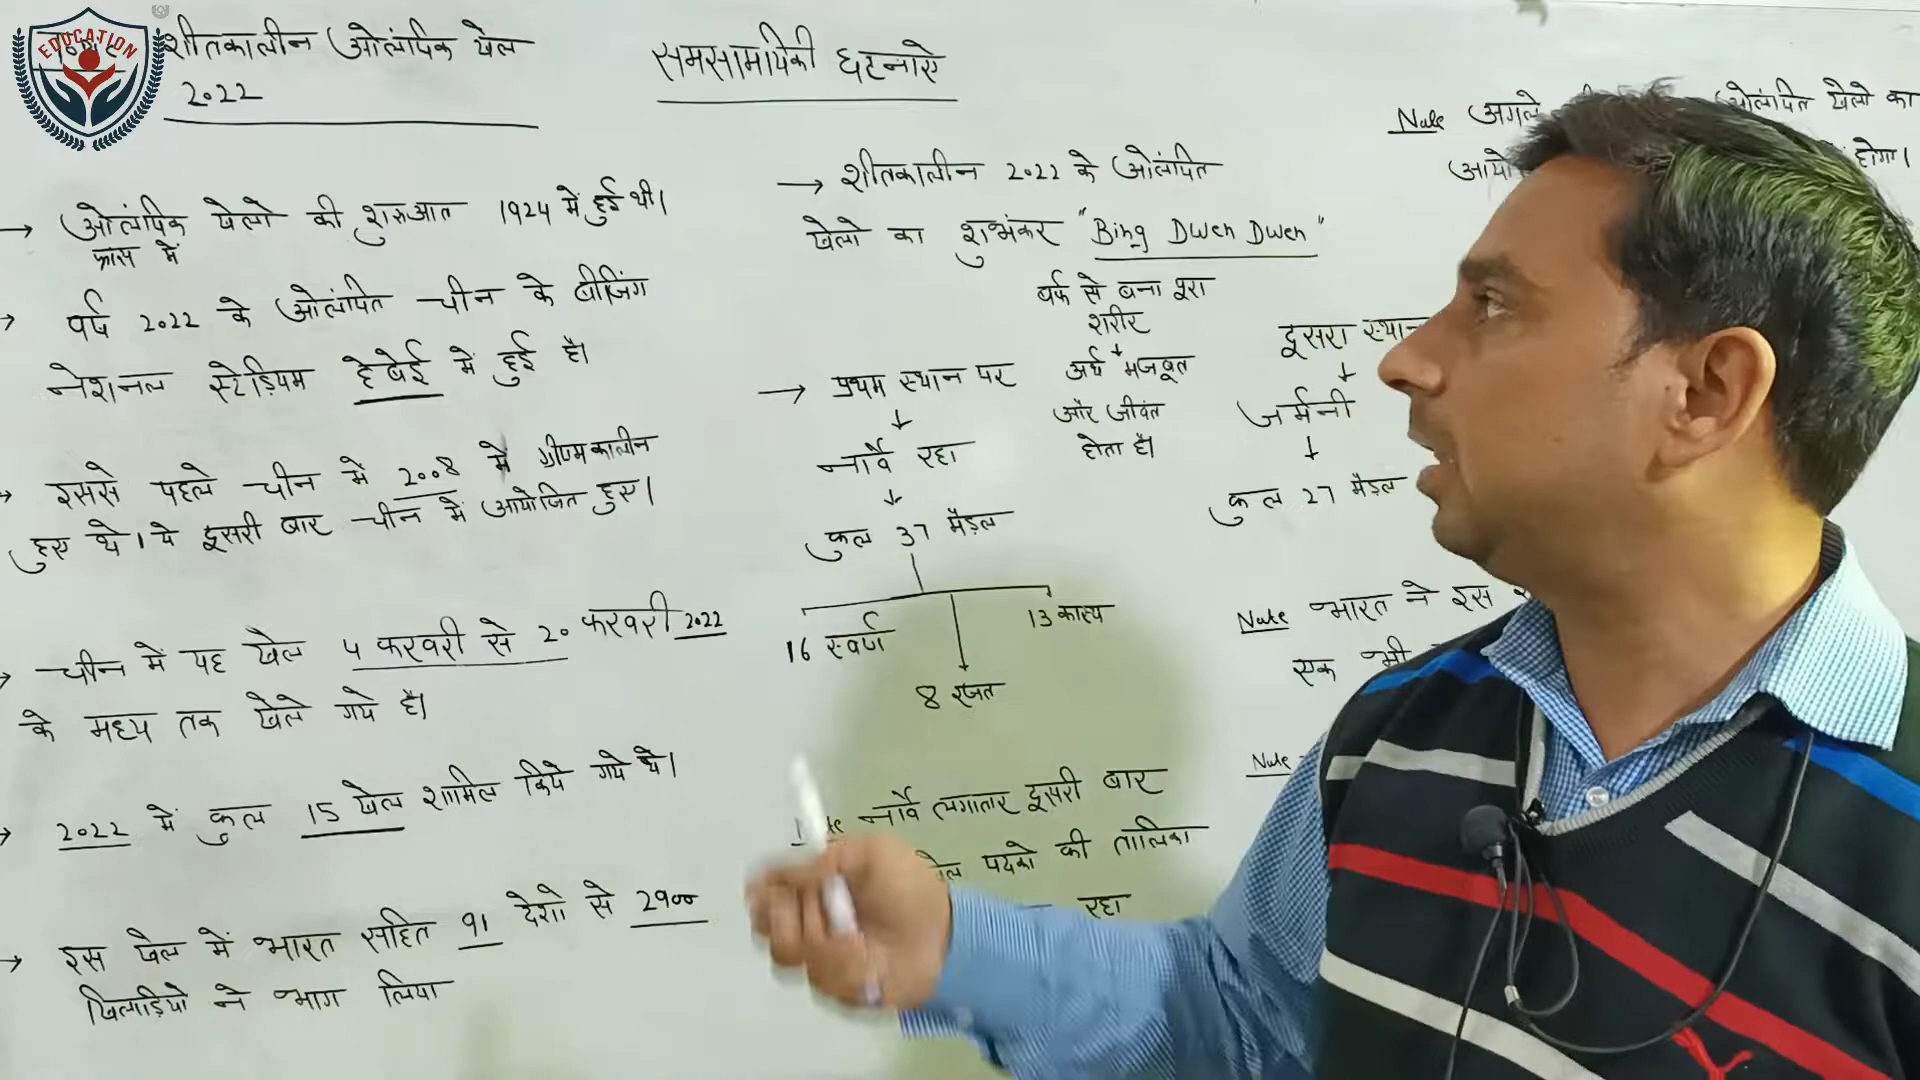 EDUCATION
शीतकालीन ओलंपिक खेल
2022
समसामयिकी घटनाऐं
→ ओलंपिक खेलो की शुरुआत 1924 में हुई थी।
फ्रांस में
→ वर्ष 2022 के ओलंपित चीन के बीजिंग
नेशनल स्टेडियम हेबेई में हुई है।
→ इससे पहले चीन में 2008 में ग्रीष्मकालीन
हुए थे। ये दूसरी बार चीन में आयोजित हुए।
→ चीन में यह खेल 4 फरवरी से 20 फरवरी 2022
के मध्य तक खेले गये है।
→ 2022 में कुल 15 खेल शामिल किये गये थे।
→ इस खेल में भारत सहित 91 देशो से 2900
खिलाड़ियो ने भाग लिया
→ शीतकालीन 2022 के ओलंपित
खेलो का शुभंकर "Bing Dwen Dwen"
बर्फ से बना पूरा
शरीर
↓
अर्थ मजबूत
और जीवंत
होता है।
→ प्रथम स्थान पर
↓
नार्वे रहा
↓
कुल 37 मैडल
16 स्वर्ण
8 रजत
13 कांस्य
नार्वे लगातार दूसरी बार
पदको की तालिका
रहा
Note अगले ओलंपित खेलो का
होगा।
दूसरा स्थान
↓
जर्मनी
↓
कुल 27 मैडल
Note भारत ने इस
एक भी
Note